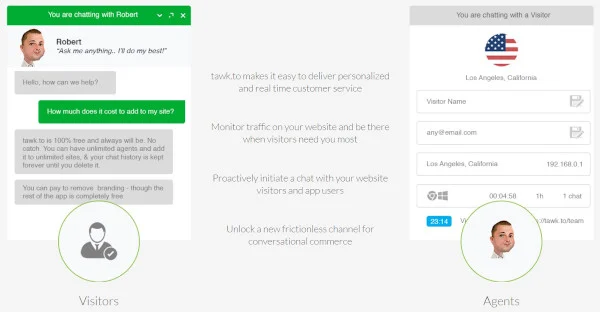 You are chatting with Robert
Robert
"Ask me anything.. I'll do my best!"
Hello, how can we help?
How much does it cost to add to my site?
tawk to is 100% free and always will be. No
catch. You can have unlimited agents and add
it to unlimited sites, & your chat history is kept
forever until you delete it.
You can pay to remove branding - though the
rest of the app is completely free
Visitors
tawk.to makes it easy to deliver personalized
and real time customer service
Monitor traffic on your website and be there
when visitors need you most
Proactively initiate a chat with your website
visitors and app users
Unlock a new frictionless channel for
conversational commerce
You are chatting with a Visitor
Los Angeles, California
Visitor Name
any@email.com
Los Angeles, California 192.168.0.1
00:04:58 1h 1 chat
23:14 ://tawk.to/team
Agents